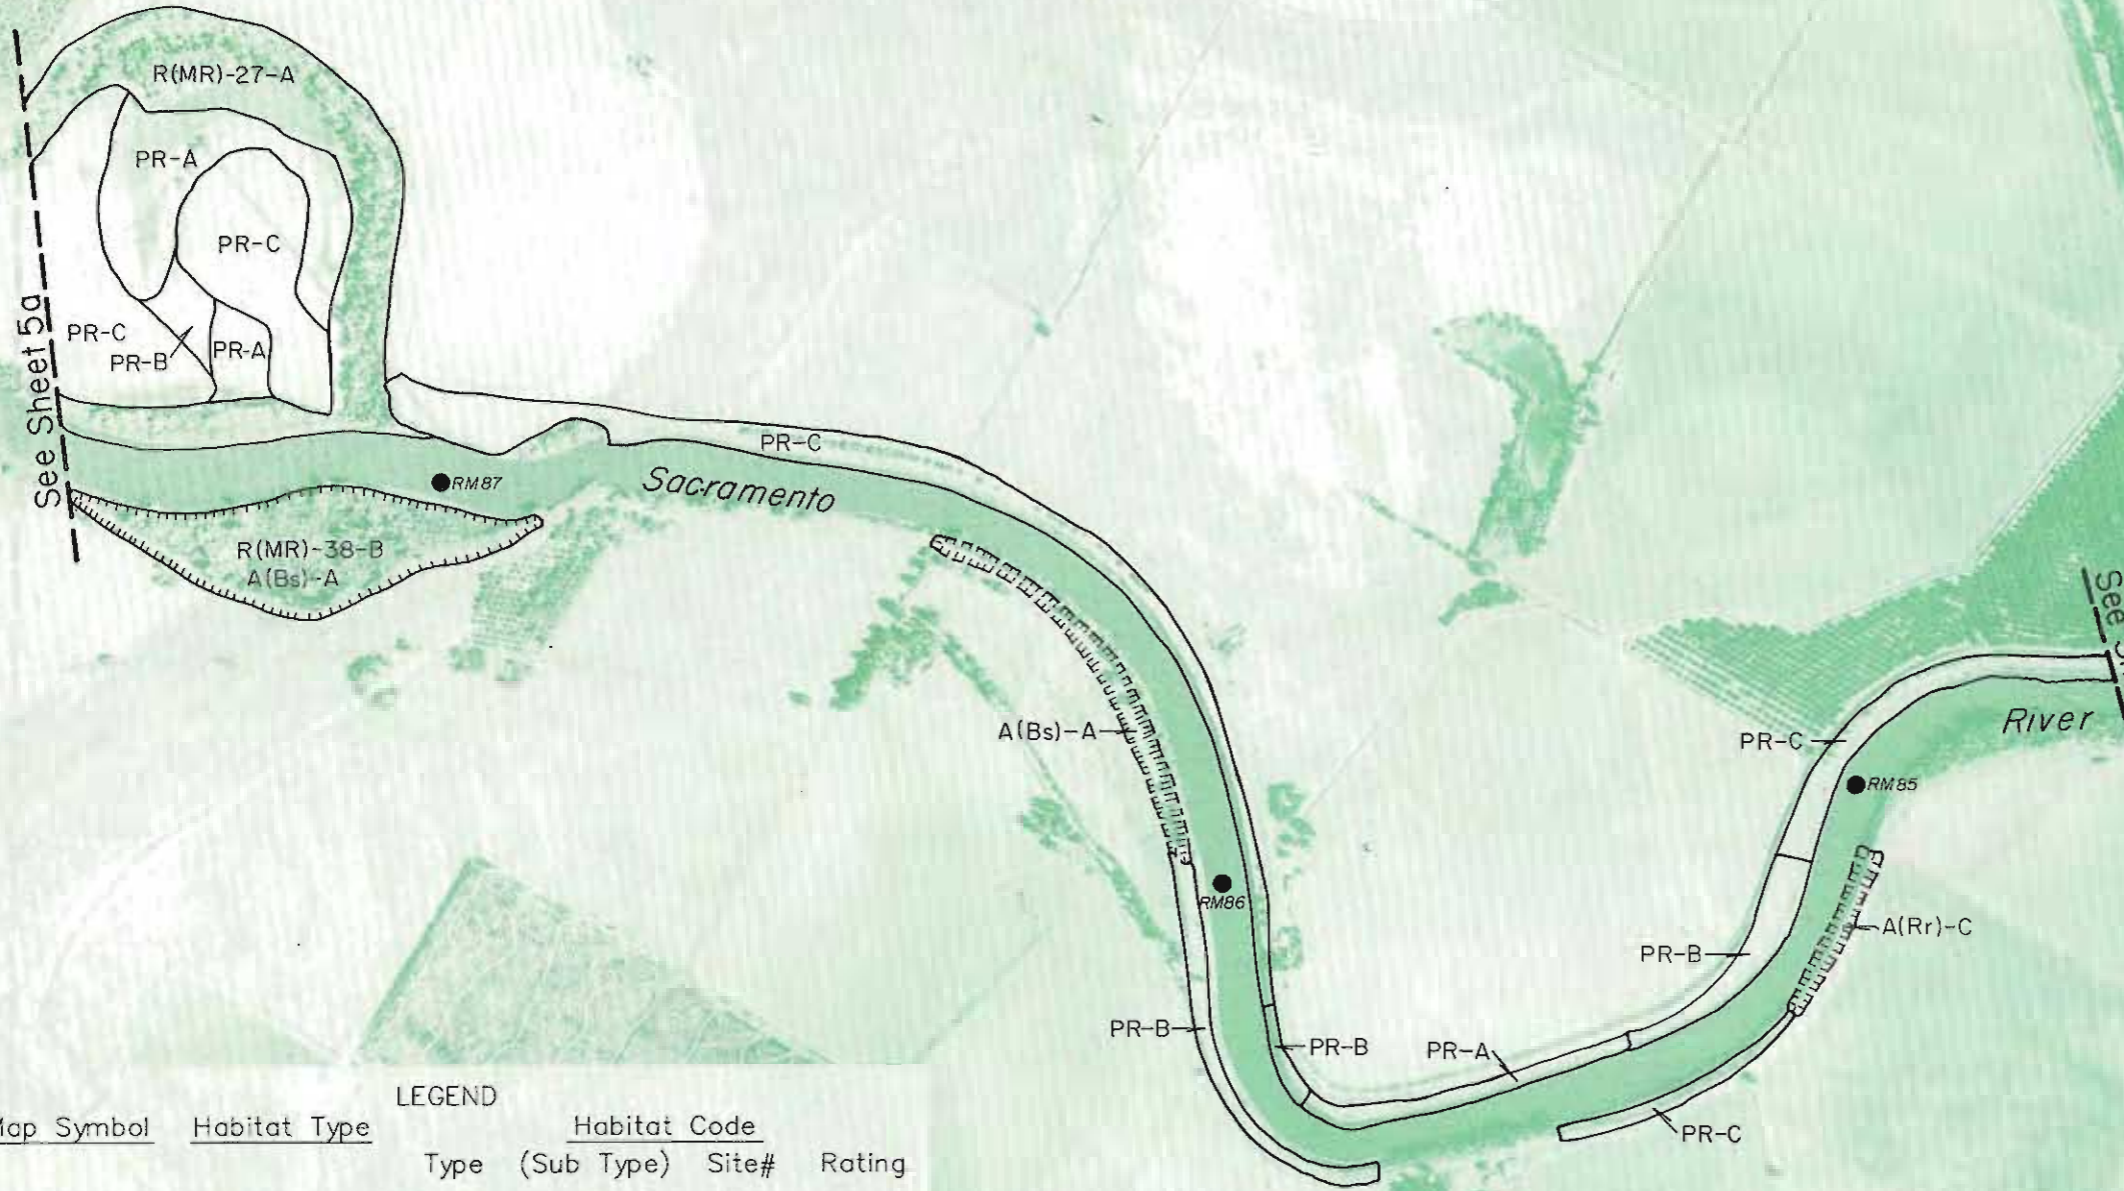 R(MR)-27-A
PR-A
PR-C
See Sheet 5a
PR-C
PR-B
PR-A
PR-C
RM87
Sacramento
R(MR)-38-B
A(Bs)-A
See
A(Bs)-A
River
PR-C
RM85
RM86
A(Rr)-C
PR-B
PR-B
PR-B
PR-A
PR-C
LEGEND
Map Symbol Habitat Type Habitat Code
Type (Sub Type) Site# Rating